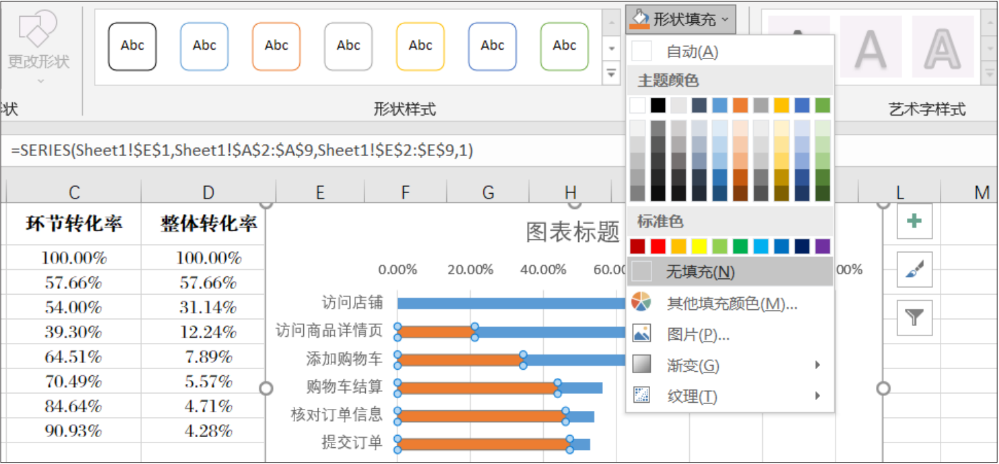 形状填充
Abc Abc Abc Abc Abc Abc Abc
更改形状
自动(A)
主题颜色
A A
状 形状样式 艺术字样式
=SERIES(Sheet1!$E$1,Sheet1!$A$2:$A$9,Sheet1!$E$2:$E$9,1)
C D E F G H L M
环节转化率 整体转化率
标准色
图表标题
100.00% 100.00%
0.00% 20.00% 40.00% 60.0 00%
无填充(N)
57.66% 57.66%
访问店铺
其他填充颜色(M)...
54.00% 31.14%
39.30% 12.24%
访问商品详情页
图片(P)...
64.51% 7.89%
添加购物车
渐变(G)
70.49% 5.57%
购物车结算
纹理(T)
84.64% 4.71%
核对订单信息
90.93% 4.28%
提交订单